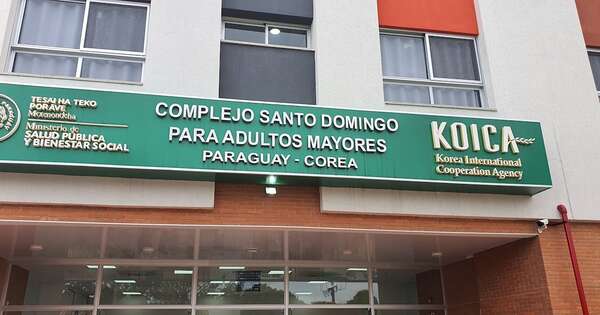 TESAI HA TEKO
PORÃVE
Motenondeha
Ministerio de
SALUD PÚBLICA
Y BIENESTAR SOCIAL
COMPLEJO SANTO DOMINGO
PARA ADULTOS MAYORES
PARAGUAY - COREA
KOICA
Korea International
Cooperation Agency